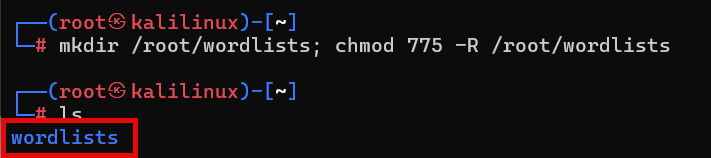 ┌──(root㉿kalilinux)-[~]
└─# mkdir /root/wordlists; chmod 775 -R /root/wordlists
┌──(root㉿kalilinux)-[~]
└─# ls
wordlists